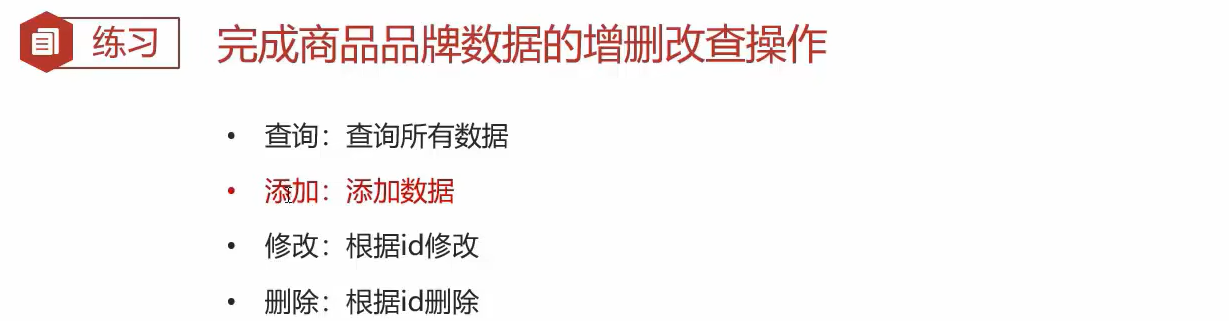 练习 完成商品品牌数据的增删改查操作
• 查询：查询所有数据
• 添加：添加数据
• 修改：根据id修改
• 删除：根据id删除